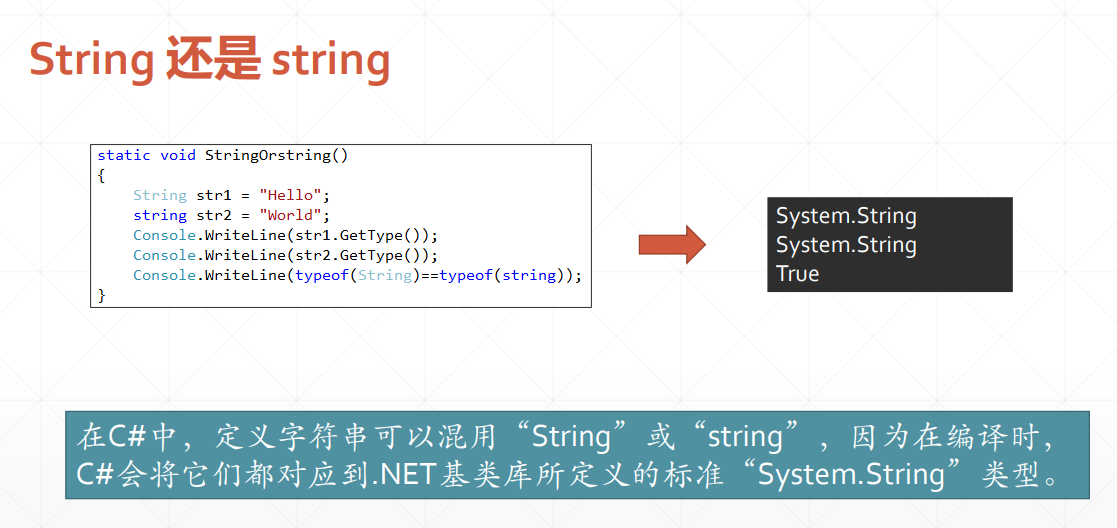 String 还是 string
static void StringOrstring()
{
    String str1 = "Hello";
    string str2 = "World";
    Console.WriteLine(str1.GetType());
    Console.WriteLine(str2.GetType());
    Console.WriteLine(typeof(String)==typeof(string));
}
System.String
System.String
True
在C#中，定义字符串可以混用“String”或“string”，因为在编译时，
C#会将它们都对应到.NET基类库所定义的标准“System.String” 类型。